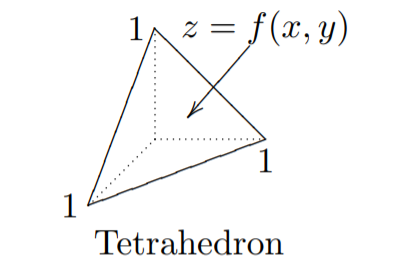 1 z = f(x, y)
1
1
Tetrahedron